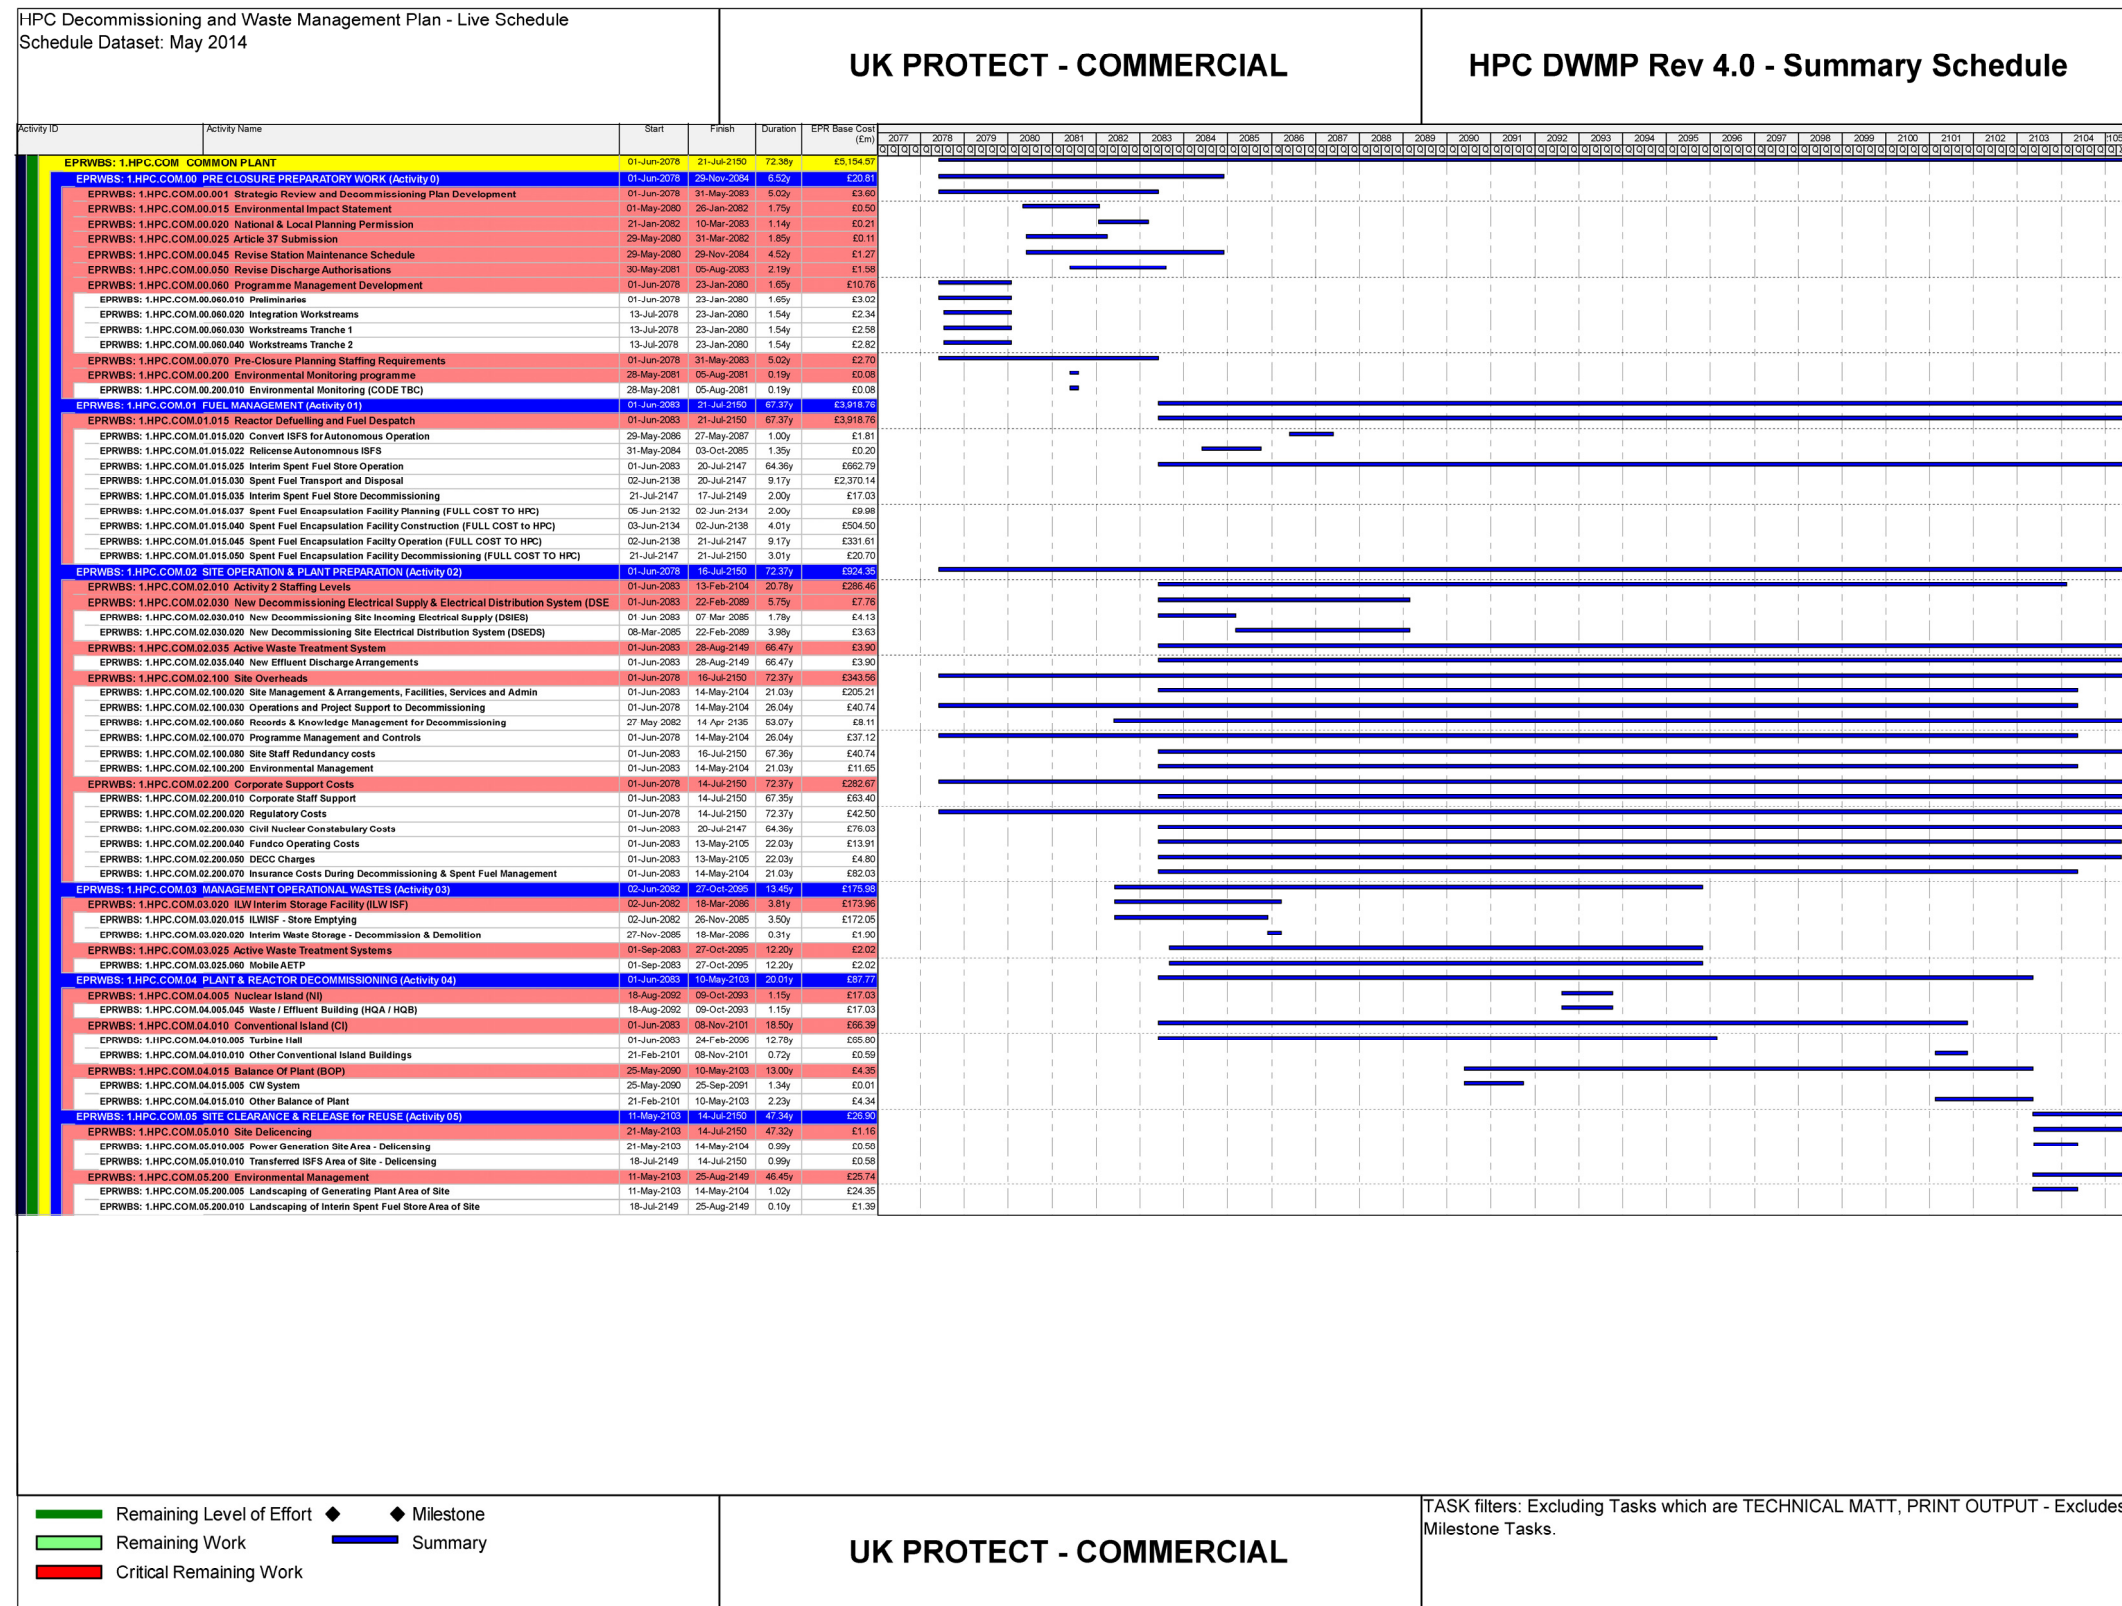 HPC Decommissioning and Waste Management Plan - Live Schedule
Schedule Dataset: May 2014
UK PROTECT - COMMERCIAL
HPC DWMP Rev 4.0 - Summary Schedule
Activity ID Activity Name Start Finish Duration EPR Base Cost (£m)
2077 2078 2079 2080 2081 2082 2083 2084 2085 2086 2087 2088 2089 2090 2091 2092 2093 2094 2095 2096 2097 2098 2099 2100 2101 2102 2103 2104
EPRWBS: 1.HPC.COM COMMON PLANT 01-Jun-2078 21-Jul-2150 72.38y £5,154.57
EPRWBS: 1.HPC.COM.00 PRE CLOSURE PREPARATORY WORK (Activity 0) 01-Jun-2078 29-Nov-2084 6.52y £20.81
EPRWBS: 1.HPC.COM.00.001 Strategic Review and Decommissioning Plan Development 01-Jun-2078 31-May-2083 5.02y £3.60
EPRWBS: 1.HPC.COM.00.015 Environmental Impact Statement 01-May-2080 26-Jan-2082 1.75y £0.50
EPRWBS: 1.HPC.COM.00.020 National & Local Planning Permission 21-Jan-2082 10-Mar-2083 1.14y £0.21
EPRWBS: 1.HPC.COM.00.025 Article 37 Submission 29-May-2080 31-Mar-2082 1.85y £0.11
EPRWBS: 1.HPC.COM.00.045 Revise Station Maintenance Schedule 29-May-2080 29-Nov-2084 4.52y £1.27
EPRWBS: 1.HPC.COM.00.050 Revise Discharge Authorisations 30-May-2081 05-Aug-2083 2.19y £1.58
EPRWBS: 1.HPC.COM.00.060 Programme Management Development 01-Jun-2078 23-Jan-2080 1.65y £10.76
EPRWBS: 1.HPC.COM.00.060.010 Preliminaries 01-Jun-2078 23-Jan-2080 1.65y £3.02
EPRWBS: 1.HPC.COM.00.060.020 Integration Workstreams 13-Jul-2078 23-Jan-2080 1.54y £2.34
EPRWBS: 1.HPC.COM.00.060.030 Workstreams Tranche 1 13-Jul-2078 23-Jan-2080 1.54y £2.58
EPRWBS: 1.HPC.COM.00.060.040 Workstreams Tranche 2 13-Jul-2078 23-Jan-2080 1.54y £2.82
EPRWBS: 1.HPC.COM.00.070 Pre-Closure Planning Staffing Requirements 01-Jun-2078 31-May-2083 5.02y £2.70
EPRWBS: 1.HPC.COM.00.200 Environmental Monitoring programme 28-May-2081 05-Aug-2081 0.19y £0.08
EPRWBS: 1.HPC.COM.00.200.010 Environmental Monitoring (CODE TBC) 28-May-2081 05-Aug-2081 0.19y £0.08
EPRWBS: 1.HPC.COM.01 FUEL MANAGEMENT (Activity 01) 01-Jun-2083 21-Jul-2150 67.37y £3,918.76
EPRWBS: 1.HPC.COM.01.015 Reactor Defuelling and Fuel Despatch 01-Jun-2083 21-Jul-2150 67.37y £3,918.76
EPRWBS: 1.HPC.COM.01.015.020 Convert ISFS for Autonomous Operation 29-May-2086 27-May-2087 1.00y £1.81
EPRWBS: 1.HPC.COM.01.015.022 Relicense Autonomnous ISFS 31-May-2084 03-Oct-2085 1.35y £0.20
EPRWBS: 1.HPC.COM.01.015.025 Interim Spent Fuel Store Operation 01-Jun-2083 20-Jul-2147 64.36y £662.79
EPRWBS: 1.HPC.COM.01.015.030 Spent Fuel Transport and Disposal 02-Jun-2138 20-Jul-2147 9.17y £2,370.14
EPRWBS: 1.HPC.COM.01.015.035 Interim Spent Fuel Store Decommissioning 21-Jul-2147 17-Jul-2149 2.00y £17.03
EPRWBS: 1.HPC.COM.01.015.037 Spent Fuel Encapsulation Facility Planning (FULL COST TO HPC) 05-Jun-2132 02-Jun-2134 2.00y £9.98
EPRWBS: 1.HPC.COM.01.015.040 Spent Fuel Encapsulation Facility Construction (FULL COST to HPC) 03-Jun-2134 02-Jun-2138 4.01y £504.50
EPRWBS: 1.HPC.COM.01.015.045 Spent Fuel Encapsulation Facilty Operation (FULL COST TO HPC) 02-Jun-2138 21-Jul-2147 9.17y £331.61
EPRWBS: 1.HPC.COM.01.015.050 Spent Fuel Encapsulation Facility Decommissioning (FULL COST TO HPC) 21-Jul-2147 21-Jul-2150 3.01y £20.70
EPRWBS: 1.HPC.COM.02 SITE OPERATION & PLANT PREPARATION (Activity 02) 01-Jun-2078 16-Jul-2150 72.37y £924.35
EPRWBS: 1.HPC.COM.02.010 Activity 2 Staffing Levels 01-Jun-2083 13-Feb-2104 20.78y £286.46
EPRWBS: 1.HPC.COM.02.030 New Decommissioning Electrical Supply & Electrical Distribution System (DSE 01-Jun-2083 22-Feb-2089 5.75y £7.76
EPRWBS: 1.HPC.COM.02.030.010 New Decommissioning Site Incoming Electrical Supply (DSIES) 01 Jun 2083 07 Mar 2085 1.78y £4.13
EPRWBS: 1.HPC.COM.02.030.020 New Decommissioning Site Electrical Distribution System (DSEDS) 08-Mar-2085 22-Feb-2089 3.98y £3.63
EPRWBS: 1.HPC.COM.02.035 Active Waste Treatment System 01-Jun-2083 28-Aug-2149 66.47y £3.90
EPRWBS: 1.HPC.COM.02.035.040 New Effluent Discharge Arrangements 01-Jun-2083 28-Aug-2149 66.47y £3.90
EPRWBS: 1.HPC.COM.02.100 Site Overheads 01-Jun-2078 16-Jul-2150 72.37y £343.56
EPRWBS: 1.HPC.COM.02.100.020 Site Management & Arrangements, Facilities, Services and Admin 01-Jun-2083 14-May-2104 21.03y £205.21
EPRWBS: 1.HPC.COM.02.100.030 Operations and Project Support to Decommissioning 01-Jun-2078 14-May-2104 26.04y £40.74
EPRWBS: 1.HPC.COM.02.100.050 Records & Knowledge Management for Decommissioning 27 May 2082 14 Apr 2135 53.07y £8.11
EPRWBS: 1.HPC.COM.02.100.070 Programme Management and Controls 01-Jun-2078 14-May-2104 26.04y £37.12
EPRWBS: 1.HPC.COM.02.100.080 Site Staff Redundancy costs 01-Jun-2083 16-Jul-2150 67.36y £40.74
EPRWBS: 1.HPC.COM.02.100.200 Environmental Management 01-Jun-2083 14-May-2104 21.03y £11.65
EPRWBS: 1.HPC.COM.02.200 Corporate Support Costs 01-Jun-2078 14-Jul-2150 72.37y £282.67
EPRWBS: 1.HPC.COM.02.200.010 Corporate Staff Support 01-Jun-2083 14-Jul-2150 67.35y £63.40
EPRWBS: 1.HPC.COM.02.200.020 Regulatory Costs 01-Jun-2078 14-Jul-2150 72.37y £42.50
EPRWBS: 1.HPC.COM.02.200.030 Civil Nuclear Constabulary Costs 01-Jun-2083 20-Jul-2147 64.36y £76.03
EPRWBS: 1.HPC.COM.02.200.040 Fundco Operating Costs 01-Jun-2083 13-May-2105 22.03y £13.91
EPRWBS: 1.HPC.COM.02.200.050 DECC Charges 01-Jun-2083 13-May-2105 22.03y £4.80
EPRWBS: 1.HPC.COM.02.200.070 Insurance Costs During Decommissioning & Spent Fuel Management 01-Jun-2083 14-May-2104 21.03y £82.03
EPRWBS: 1.HPC.COM.03 MANAGEMENT OPERATIONAL WASTES (Activity 03) 02-Jun-2082 27-Oct-2095 13.45y £175.98
EPRWBS: 1.HPC.COM.03.020 ILW Interim Storage Facility (ILW ISF) 02-Jun-2082 18-Mar-2086 3.81y £173.96
EPRWBS: 1.HPC.COM.03.020.015 ILWISF - Store Emptying 02-Jun-2082 26-Nov-2085 3.50y £172.05
EPRWBS: 1.HPC.COM.03.020.020 Interim Waste Storage - Decommission & Demolition 27-Nov-2085 18-Mar-2086 0.31y £1.90
EPRWBS: 1.HPC.COM.03.025 Active Waste Treatment Systems 01-Sep-2083 27-Oct-2095 12.20y £2.02
EPRWBS: 1.HPC.COM.03.025.060 Mobile AETP 01-Sep-2083 27-Oct-2095 12.20y £2.02
EPRWBS: 1.HPC.COM.04 PLANT & REACTOR DECOMMISSIONING (Activity 04) 01-Jun-2083 10-May-2103 20.01y £87.77
EPRWBS: 1.HPC.COM.04.005 Nuclear Island (NI) 18-Aug-2092 09-Oct-2093 1.15y £17.03
EPRWBS: 1.HPC.COM.04.005.045 Waste / Effluent Building (HQA / HQB) 18-Aug-2092 09-Oct-2093 1.15y £17.03
EPRWBS: 1.HPC.COM.04.010 Conventional Island (CI) 01-Jun-2083 08-Nov-2101 18.50y £66.39
EPRWBS: 1.HPC.COM.04.010.005 Turbine Hall 01-Jun-2083 24-Feb-2096 12.78y £65.80
EPRWBS: 1.HPC.COM.04.010.010 Other Conventional Island Buildings 21-Feb-2101 08-Nov-2101 0.72y £0.59
EPRWBS: 1.HPC.COM.04.015 Balance Of Plant (BOP) 25-May-2090 10-May-2103 13.00y £4.35
EPRWBS: 1.HPC.COM.04.015.005 CW System 25-May-2090 25-Sep-2091 1.34y £0.01
EPRWBS: 1.HPC.COM.04.015.010 Other Balance of Plant 21-Feb-2101 10-May-2103 2.23y £4.34
EPRWBS: 1.HPC.COM.05 SITE CLEARANCE & RELEASE for REUSE (Activity 05) 11-May-2103 14-Jul-2150 47.34y £26.90
EPRWBS: 1.HPC.COM.05.010 Site Delicencing 21-May-2103 14-Jul-2150 47.32y £1.16
EPRWBS: 1.HPC.COM.05.010.005 Power Generation Site Area - Delicensing 21-May-2103 14-May-2104 0.99y £0.58
EPRWBS: 1.HPC.COM.05.010.010 Transferred ISFS Area of Site - Delicensing 18-Jul-2149 14-Jul-2150 0.99y £0.58
EPRWBS: 1.HPC.COM.05.200 Environmental Management 11-May-2103 25-Aug-2149 46.45y £25.74
EPRWBS: 1.HPC.COM.05.200.005 Landscaping of Generating Plant Area of Site 11-May-2103 14-May-2104 1.02y £24.35
EPRWBS: 1.HPC.COM.05.200.010 Landscaping of Interin Spent Fuel Store Area of Site 18-Jul-2149 25-Aug-2149 0.10y £1.39
Remaining Level of Effort Milestone
Remaining Work Summary
Critical Remaining Work
UK PROTECT - COMMERCIAL
TASK filters: Excluding Tasks which are TECHNICAL MATT, PRINT OUTPUT - Excludes
Milestone Tasks.